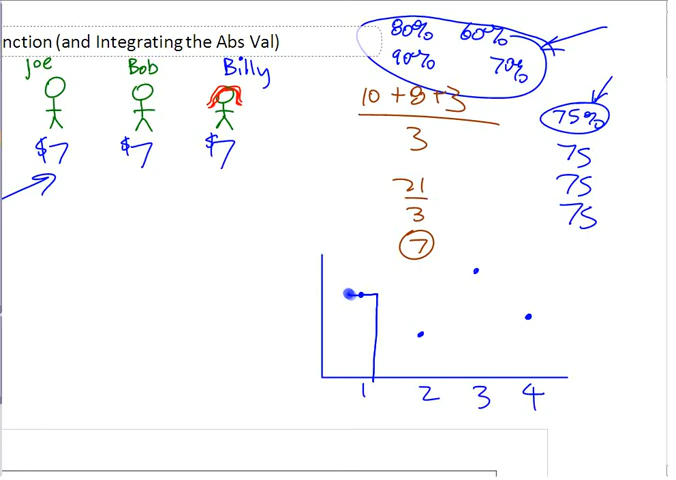 nction (and Integrating the Abs Val)
80% 60%
90% 70%
Joe Bob Billy
$7 $7 $7
10 + 8 + 3
3
21
3
7
75%
75
75
75
1 2 3 4